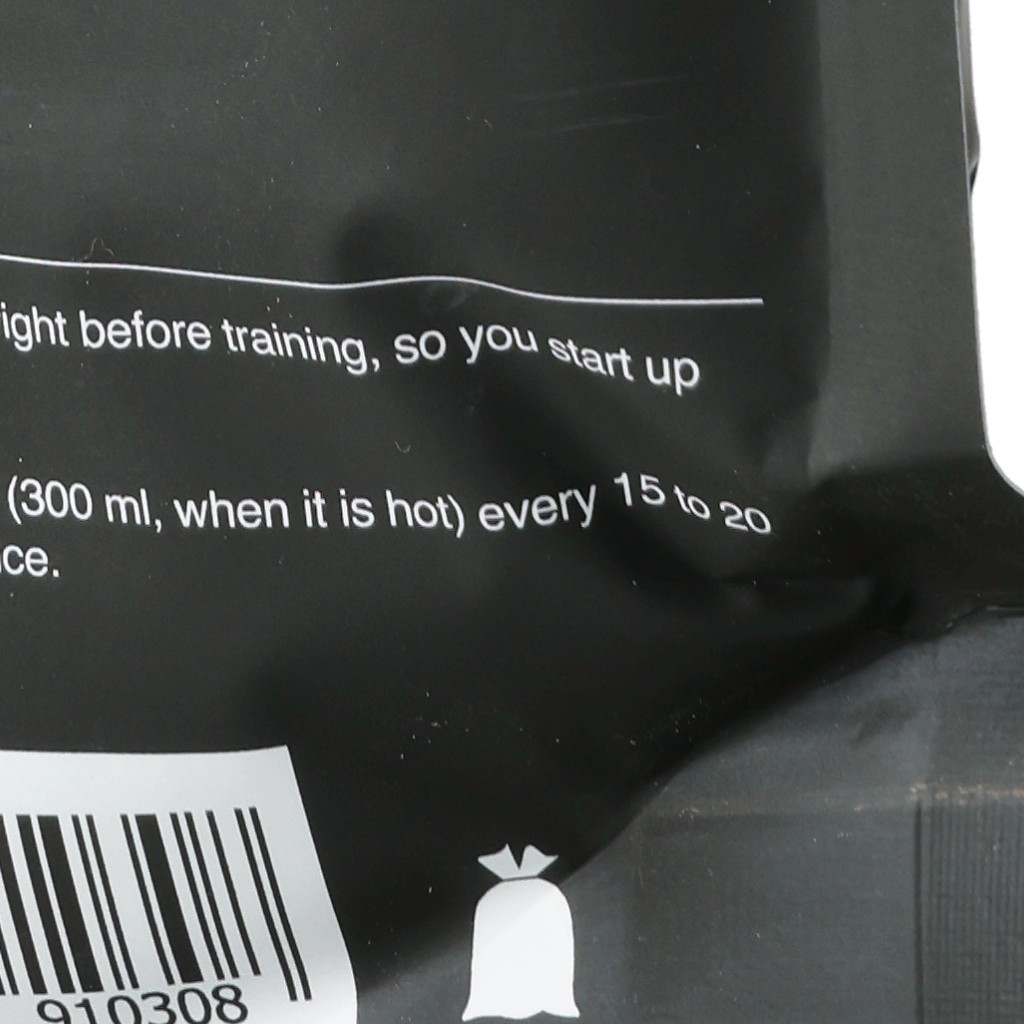 ight before training, so you start up
(300 ml, when it is hot) every 15 to 20
ce.
910308